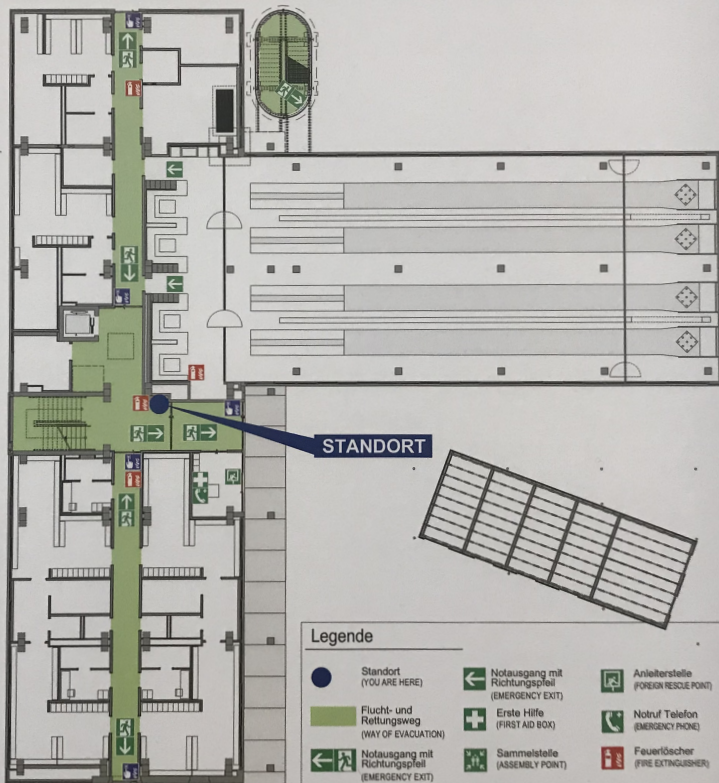 STANDORT
Legende
Standort
(YOU ARE HERE)
Notausgang mit
Richtungspfeil
(EMERGENCY EXIT)
Anleiterstelle
(FOREIGN RESCUE POINT)
Flucht- und
Rettungsweg
(WAY OF EVACUATION)
Erste Hilfe
(FIRST AID BOX)
Notruf Telefon
(EMERGENCY PHONE)
Notausgang mit
Richtungspfeil
(EMERGENCY EXIT)
Sammelstelle
(ASSEMBLY POINT)
Feuerlöscher
(FIRE EXTINGUISHER)